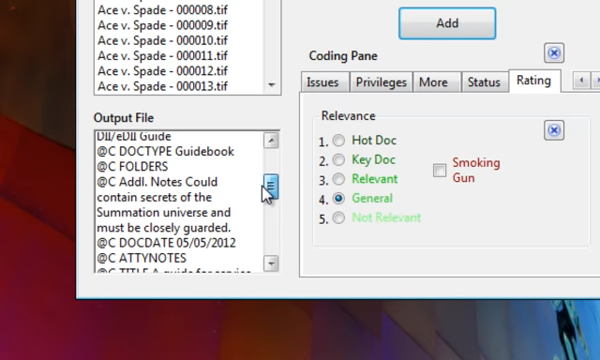 Ace v. Spade - 000008.tif
Ace v. Spade - 000009.tif
Ace v. Spade - 000010.tif
Ace v. Spade - 000011.tif
Ace v. Spade - 000012.tif
Ace v. Spade - 000013.tif
Add
Coding Pane
Issues
Privileges
More
Status
Rating
Output File
DII/eDII Guide
@C DOCTYPE Guidebook
@C FOLDERS
@C Addl. Notes Could
contain secrets of the
Summation universe and
must be closely guarded.
@C DOCDATE 05/05/2012
@C ATTYNOTES
@C TITLE A guide for service
Relevance
1. Hot Doc
2. Key Doc
3. Relevant
4. General
5. Not Relevant
Smoking
Gun